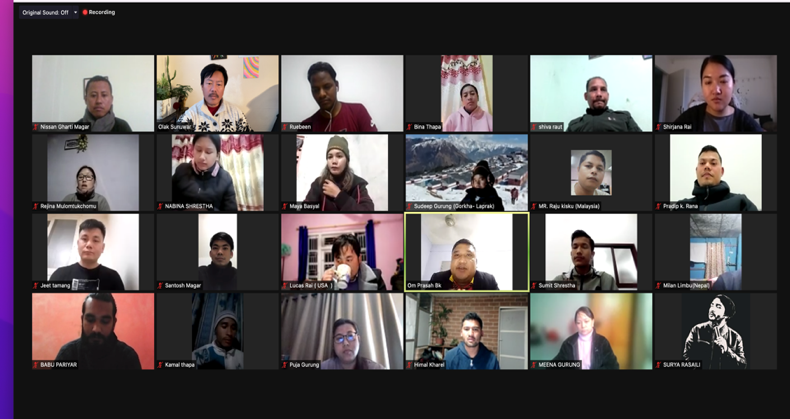 Original Sound: Off
Recording
Nissan Gharti Magar
Olak Sunuwar
Ruebeen
Bina Thapa
shiva raut
Shirjana Rai
Rejina Mulomtukchomu
NABINA SHRESTHA
Maya Basyal
Sudeep Gurung (Gorkha- Laprak)
MR. Raju kisku (Malaysia)
Pradip k. Rana
Jeet tamang
Santosh Magar
Lucas Rai ( USA )
Om Prakash Bk
Sumit Shrestha
Milan Limbu(Nepal)
BABU PARIYAR
Kamal thapa
Puja Gurung
Himal Kharel
MEENA GURUNG
SURYA RASAILI